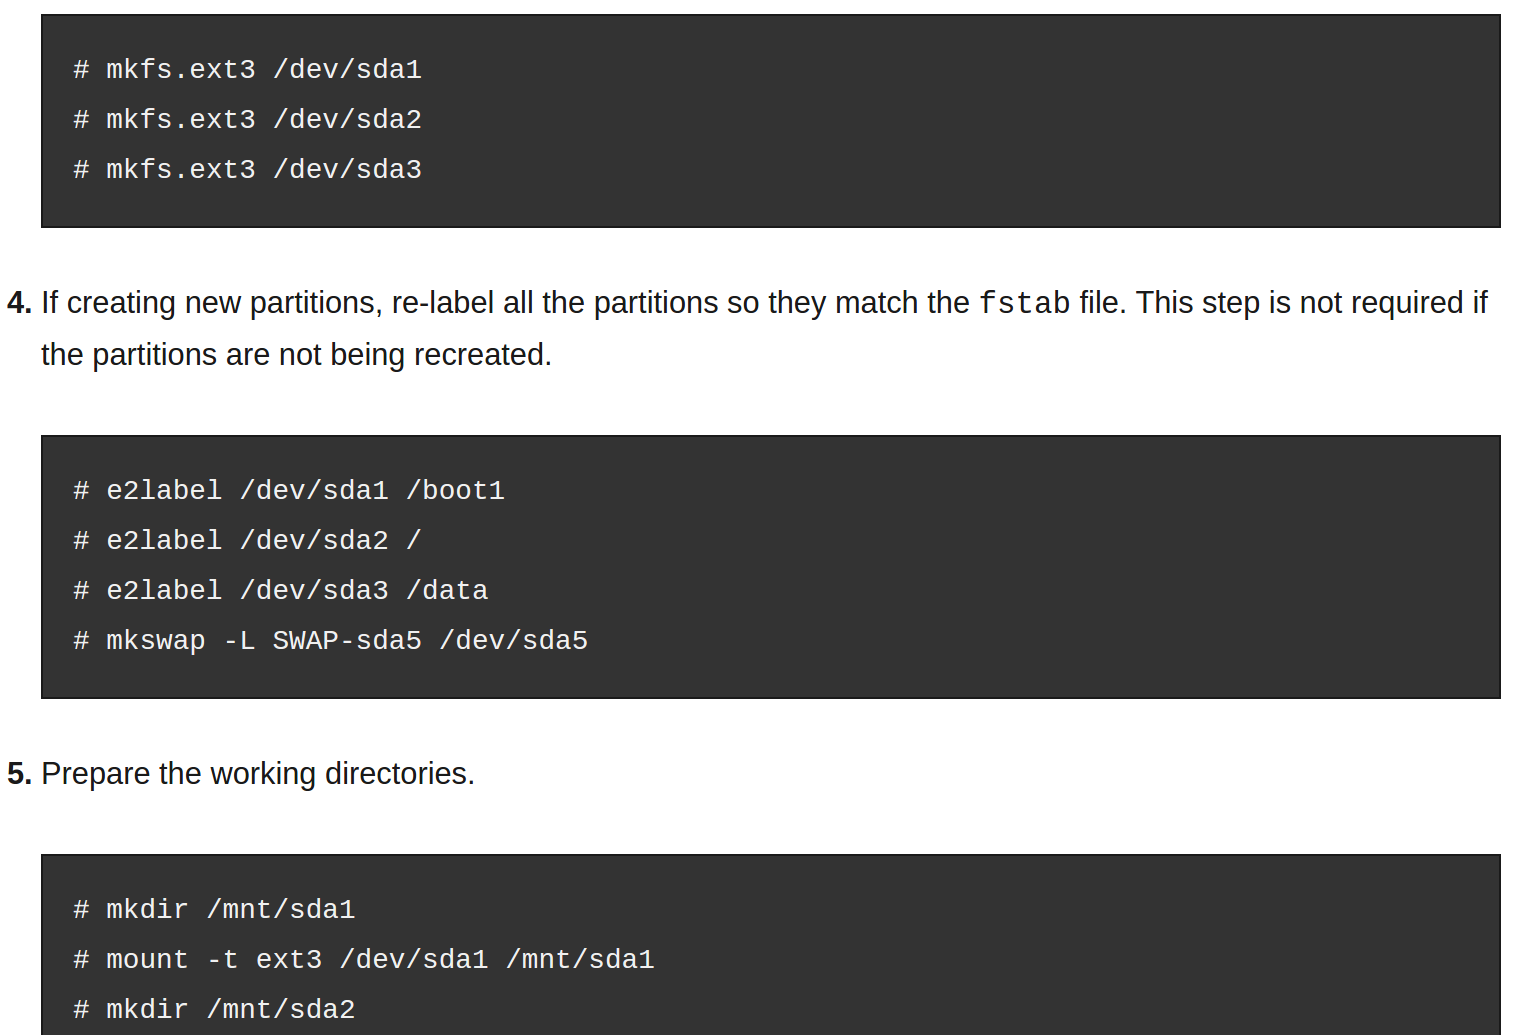 # mkfs.ext3 /dev/sda1
# mkfs.ext3 /dev/sda2
# mkfs.ext3 /dev/sda3
4. If creating new partitions, re-label all the partitions so they match the fstab file. This step is not required if
the partitions are not being recreated.
# e2label /dev/sda1 /boot1
# e2label /dev/sda2 /
# e2label /dev/sda3 /data
# mkswap -L SWAP-sda5 /dev/sda5
5. Prepare the working directories.
# mkdir /mnt/sda1
# mount -t ext3 /dev/sda1 /mnt/sda1
# mkdir /mnt/sda2